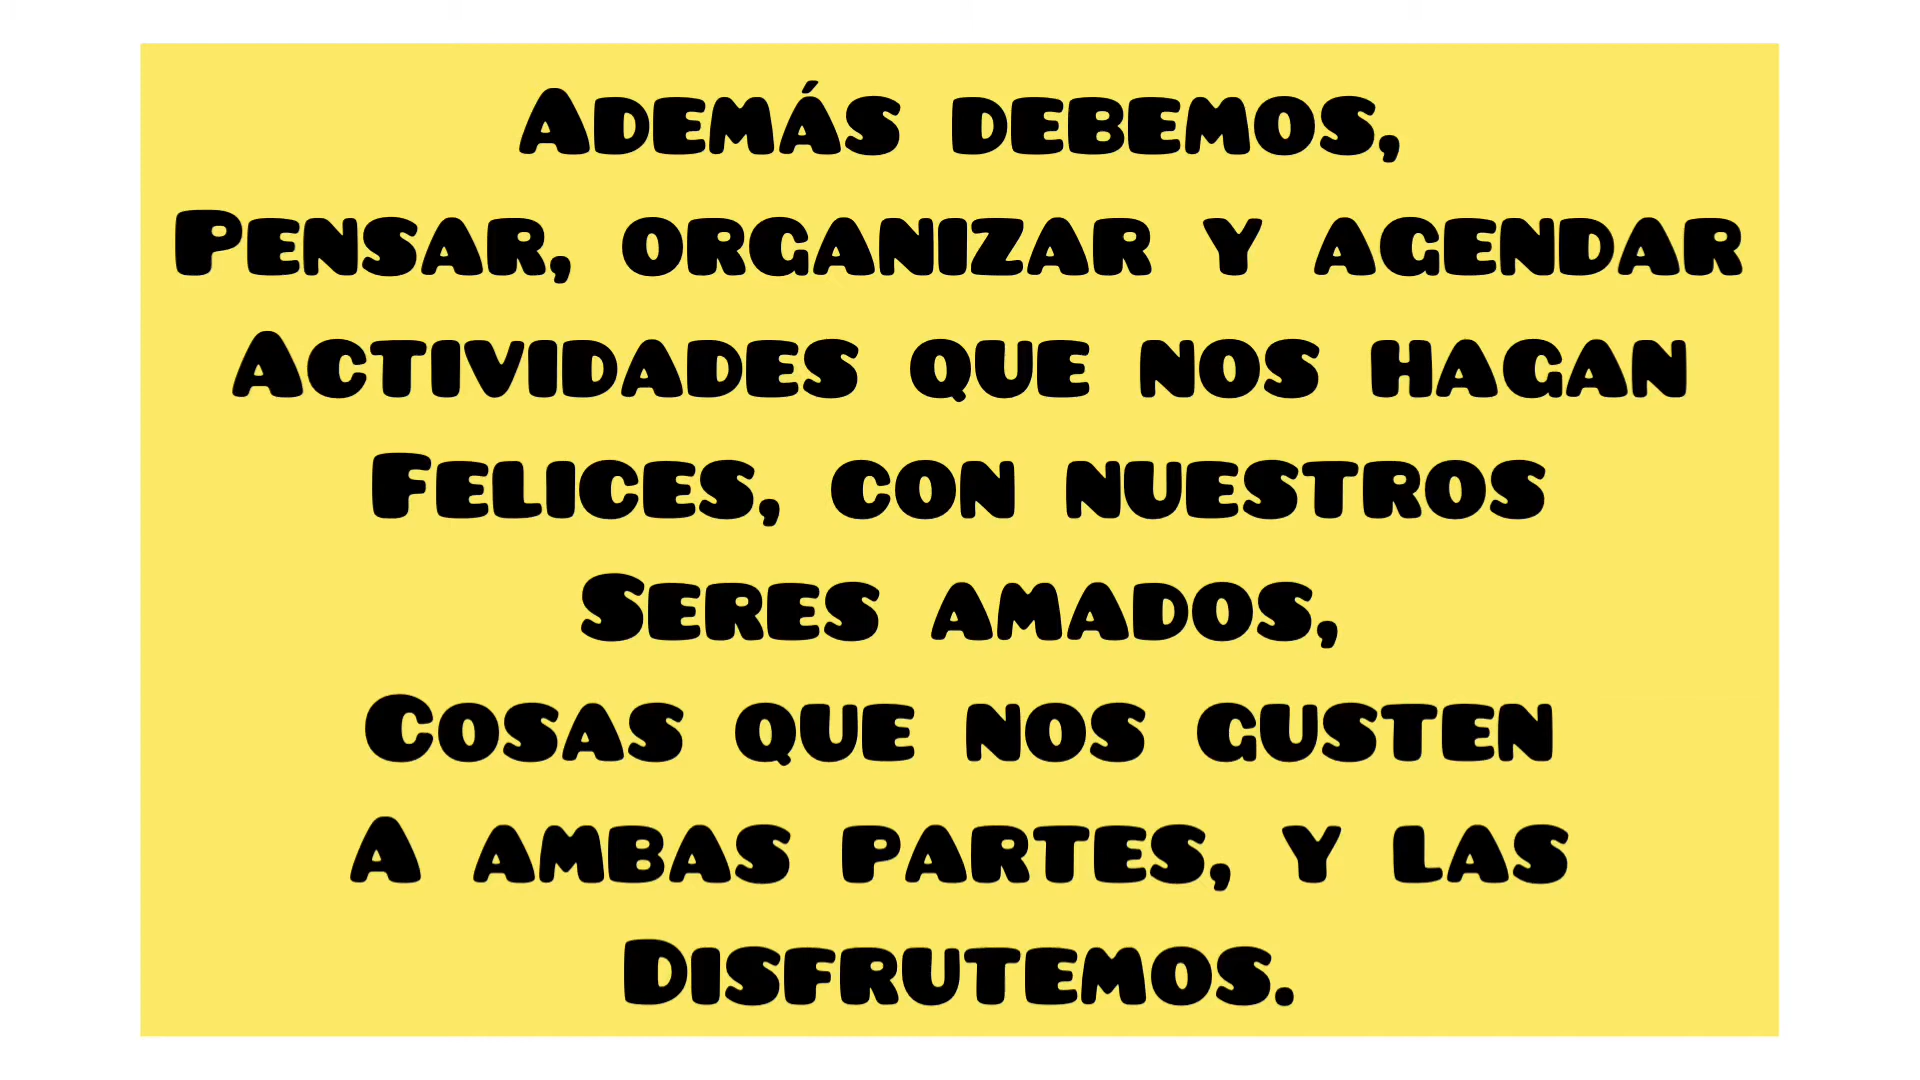 Además debemos,
Pensar, organizar y agendar
Actividades que nos hagan
Felices, con nuestros
Seres amados,
Cosas que nos gusten
A ambas partes, y las
Disfrutemos.